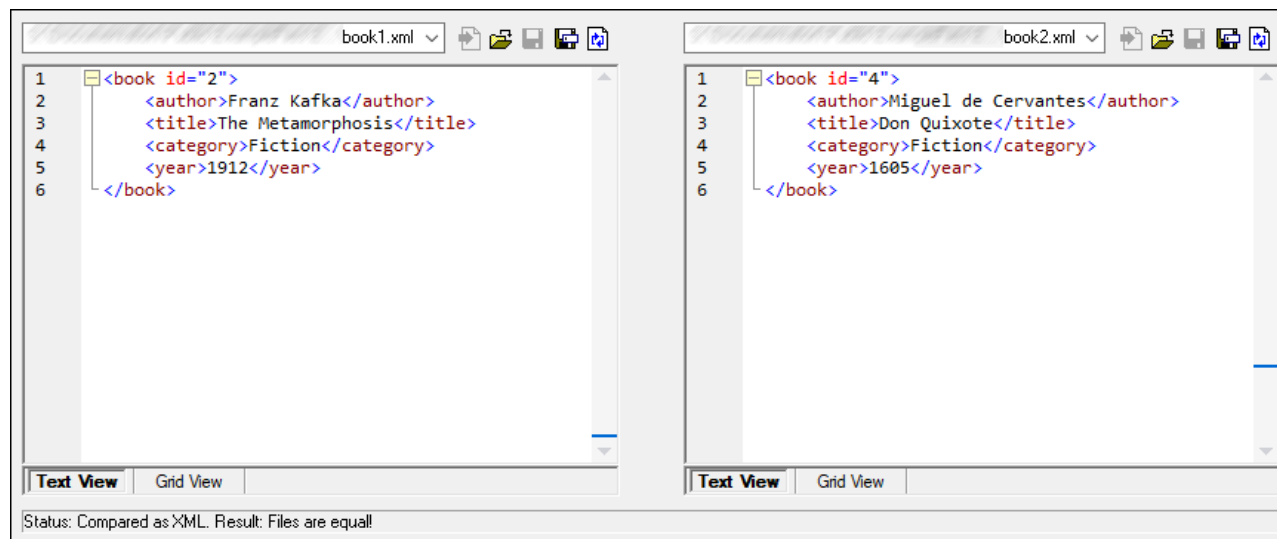 book1.xml
1 <book id="2">
2 <author>Franz Kafka</author>
3 <title>The Metamorphosis</title>
4 <category>Fiction</category>
5 <year>1912</year>
6 </book>
Text View Grid View
book2.xml
1 <book id="4">
2 <author>Miguel de Cervantes</author>
3 <title>Don Quixote</title>
4 <category>Fiction</category>
5 <year>1605</year>
6 </book>
Text View Grid View
Status: Compared as XML. Result: Files are equal!